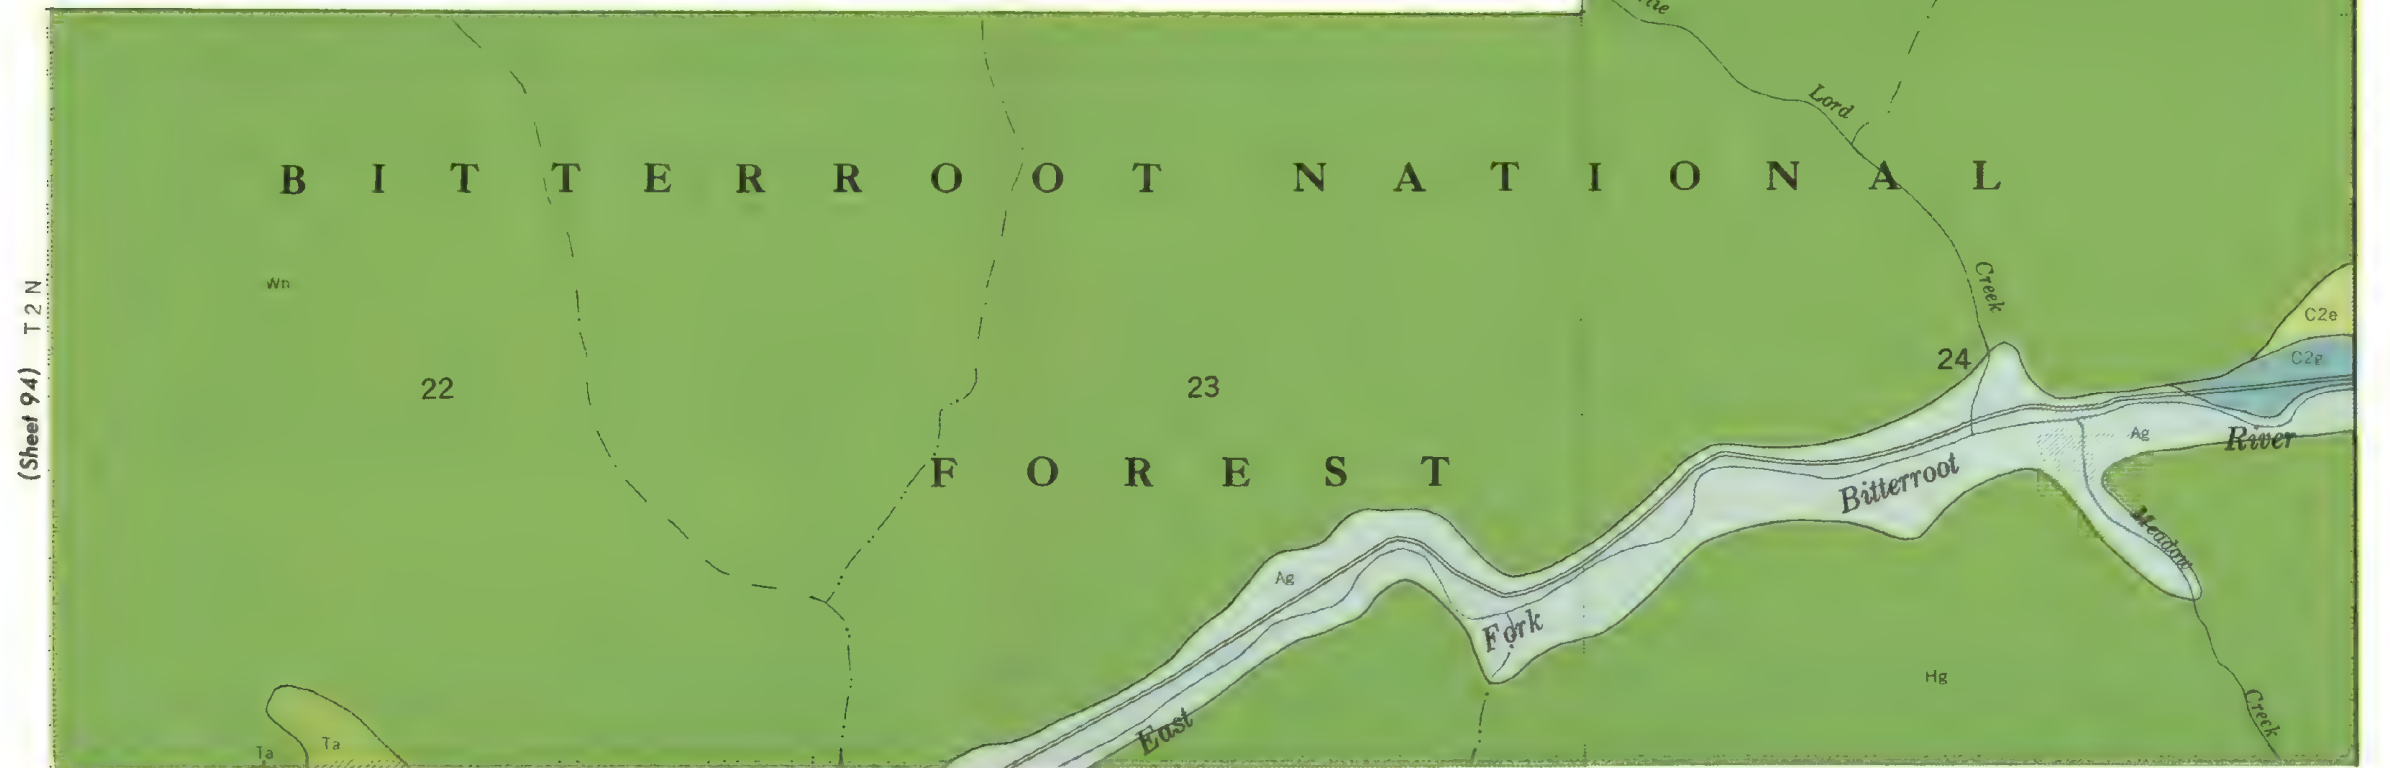 Lord
BITTERROOT NATIONAL
Wn
(Sheet 94) T 2 N
Creek
C2e
24
C2g
22
23
Ag
River
FOREST
Bitterroot
Meadow
Ag
Fork
Hg
East
Creek
Ta
Ta